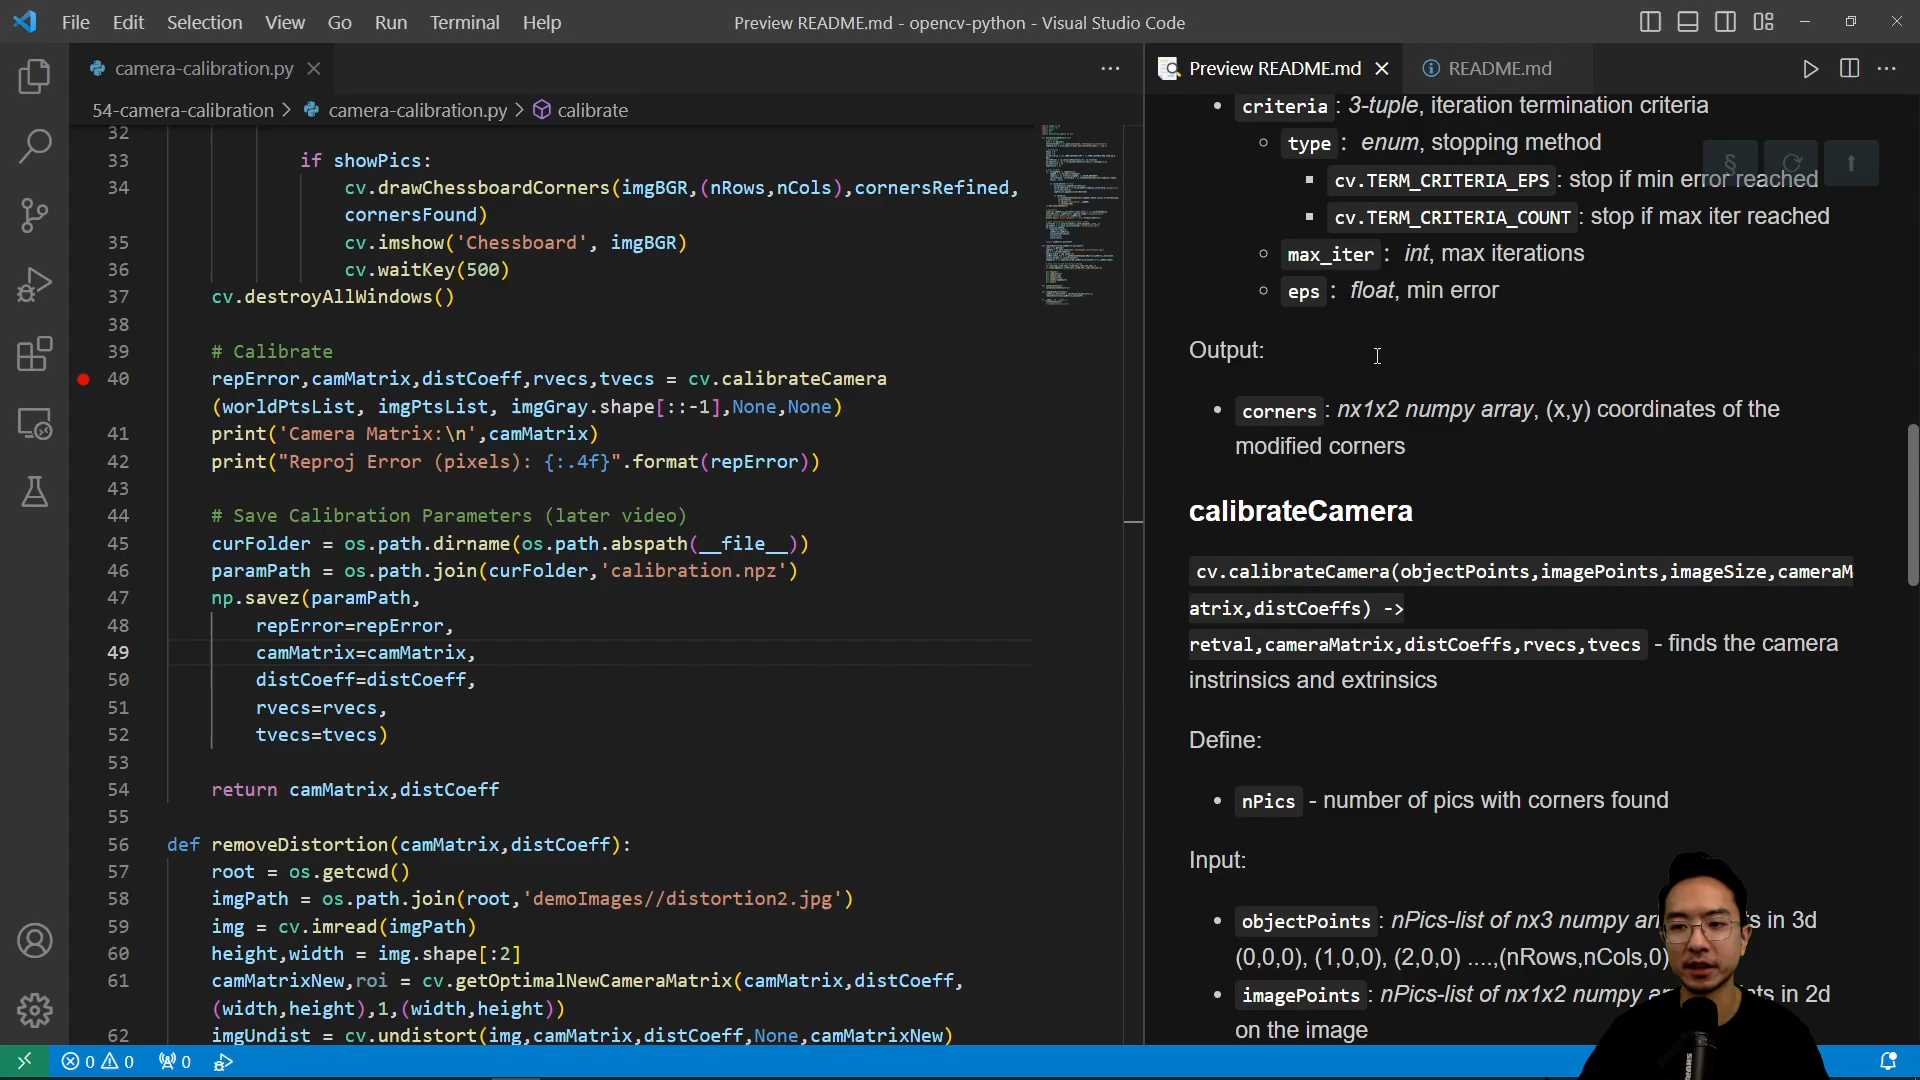 File Edit Selection View Go Run Terminal Help
Preview README.md - opencv-python - Visual Studio Code
camera-calibration.py
54-camera-calibration > camera-calibration.py > calibrate
32
33 if showPics:
34 cv.drawChessboardCorners(imgBGR,(nRows,nCols),cornersRefined,
cornersFound)
35 cv.imshow('Chessboard', imgBGR)
36 cv.waitKey(500)
37 cv.destroyAllWindows()
38
39 # Calibrate
40 repError,camMatrix,distCoeff,rvecs,tvecs = cv.calibrateCamera
(worldPtsList, imgPtsList, imgGray.shape[::-1],None,None)
41 print('Camera Matrix:\n',camMatrix)
42 print("Reproj Error (pixels): {:.4f}".format(repError))
43
44 # Save Calibration Parameters (later video)
45 curFolder = os.path.dirname(os.path.abspath(__file__))
46 paramPath = os.path.join(curFolder,'calibration.npz')
47 np.savez(paramPath,
48 repError=repError,
49 camMatrix=camMatrix,
50 distCoeff=distCoeff,
51 rvecs=rvecs,
52 tvecs=tvecs)
53
54 return camMatrix,distCoeff
55
56 def removeDistortion(camMatrix,distCoeff):
57 root = os.getcwd()
58 imgPath = os.path.join(root,'demoImages//distortion2.jpg')
59 img = cv.imread(imgPath)
60 height,width = img.shape[:2]
61 camMatrixNew,roi = cv.getOptimalNewCameraMatrix(camMatrix,distCoeff,
(width,height),1,(width,height))
62 imgUndist = cv.undistort(img,camMatrix,distCoeff,None,camMatrixNew)
Preview README.md
README.md
criteria : 3-tuple, iteration termination criteria
type : enum, stopping method
cv.TERM_CRITERIA_EPS : stop if min error reached
cv.TERM_CRITERIA_COUNT : stop if max iter reached
max_iter : int, max iterations
eps : float, min error
Output:
corners : nx1x2 numpy array, (x,y) coordinates of the
modified corners
calibrateCamera
cv.calibrateCamera(objectPoints,imagePoints,imageSize,cameraM
atrix,distCoeffs) ->
retval,cameraMatrix,distCoeffs,rvecs,tvecs - finds the camera
instrinsics and extrinsics
Define:
nPics - number of pics with corners found
Input:
objectPoints : nPics-list of nx3 numpy in 3d
(0,0,0), (1,0,0), (2,0,0) ....,(nRows,nCols,0)
imagePoints : nPics-list of nx1x2 numpy in 2d
on the image
0 0 0